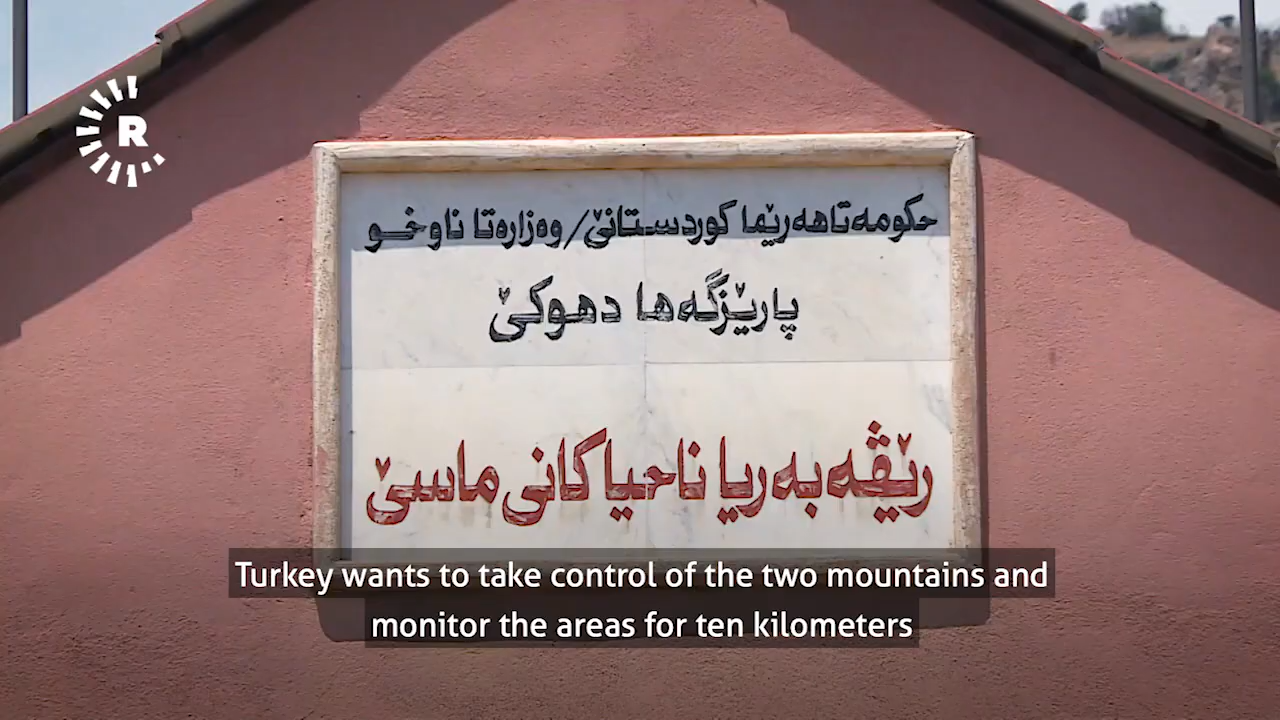 R
حکومەتا هەرێما کوردستانێ/وەزارەتا ناوخو
پارێزگەها دهوکێ
رێڤەبەریا ناحیا کانی ماسێ
Turkey wants to take control of the two mountains and
monitor the areas for ten kilometers